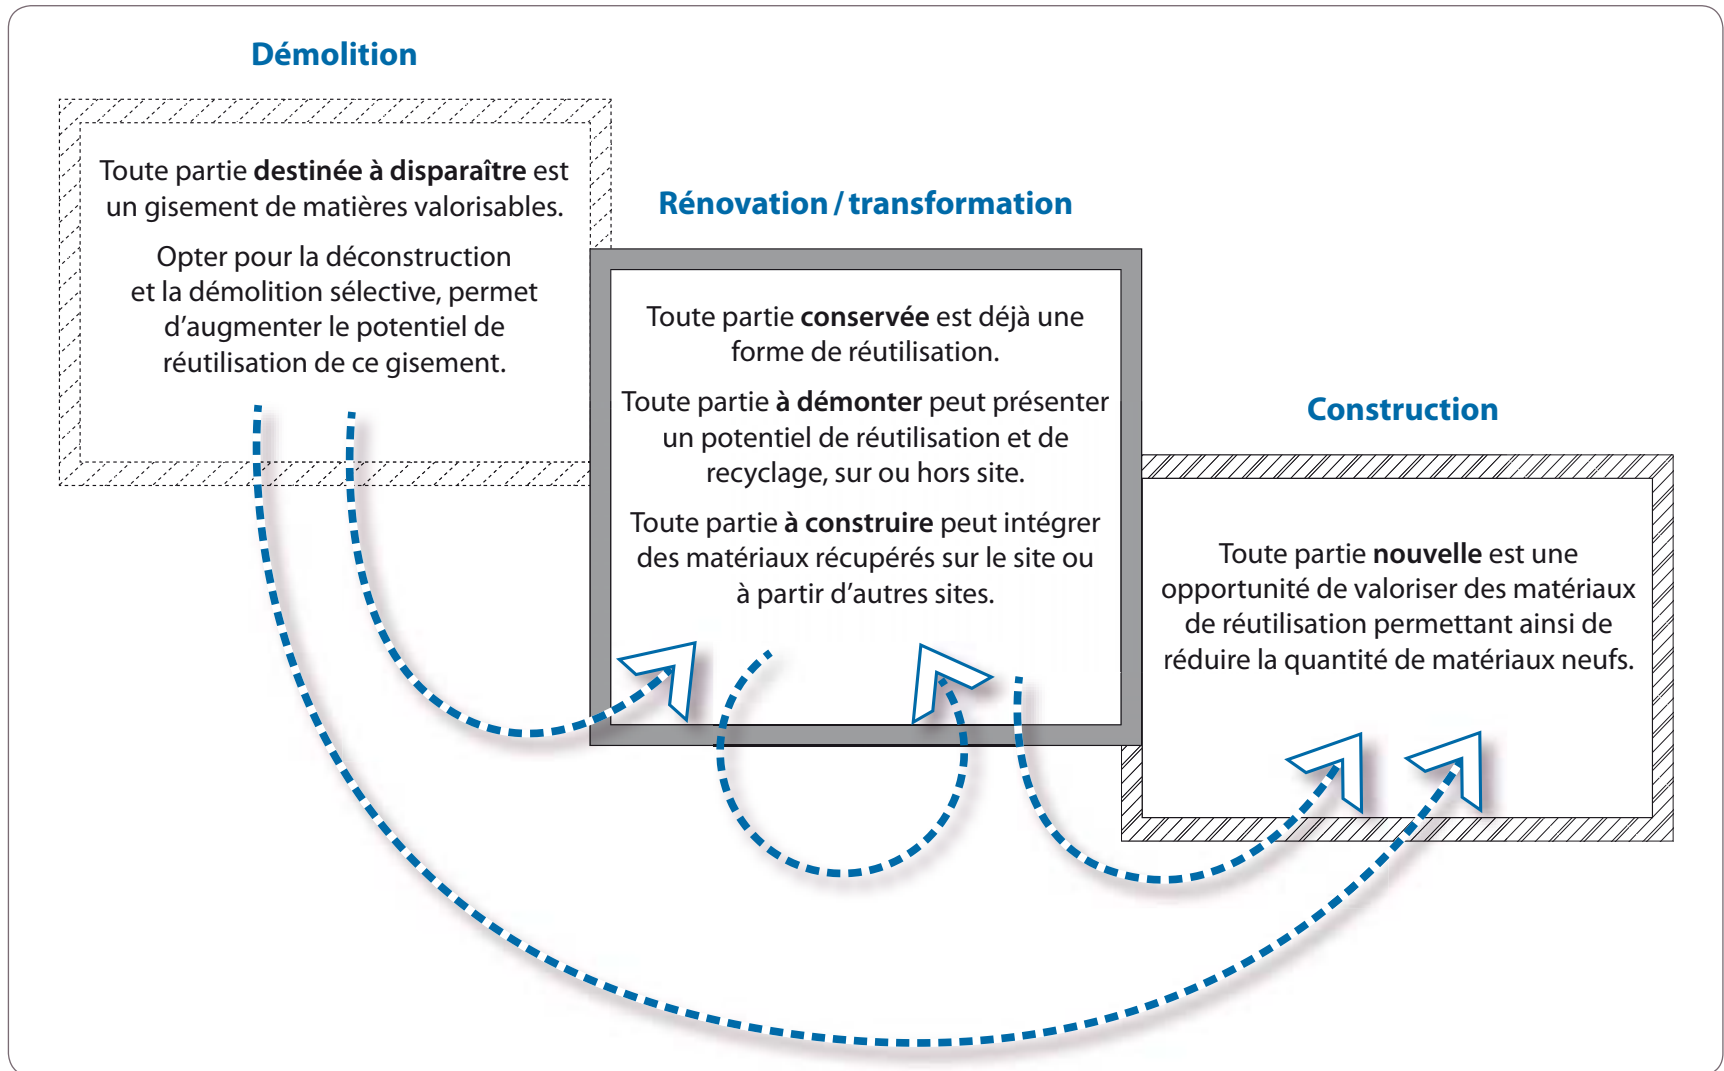 Démolition
Toute partie destinée à disparaître est
un gisement de matières valorisables.
Opter pour la déconstruction
et la démolition sélective, permet
d’augmenter le potentiel de
réutilisation de ce gisement.
Rénovation / transformation
Toute partie conservée est déjà une
forme de réutilisation.
Toute partie à démonter peut présenter
un potentiel de réutilisation et de
recyclage, sur ou hors site.
Toute partie à construire peut intégrer
des matériaux récupérés sur le site ou
à partir d’autres sites.
Construction
Toute partie nouvelle est une
opportunité de valoriser des matériaux
de réutilisation permettant ainsi de
réduire la quantité de matériaux neufs.